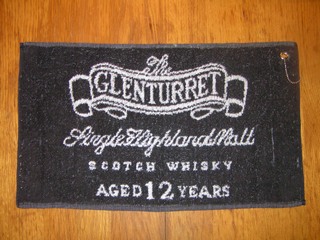 The
GLENTURRET
Single Highland Malt
SCOTCH WHISKY
AGED 12 YEARS